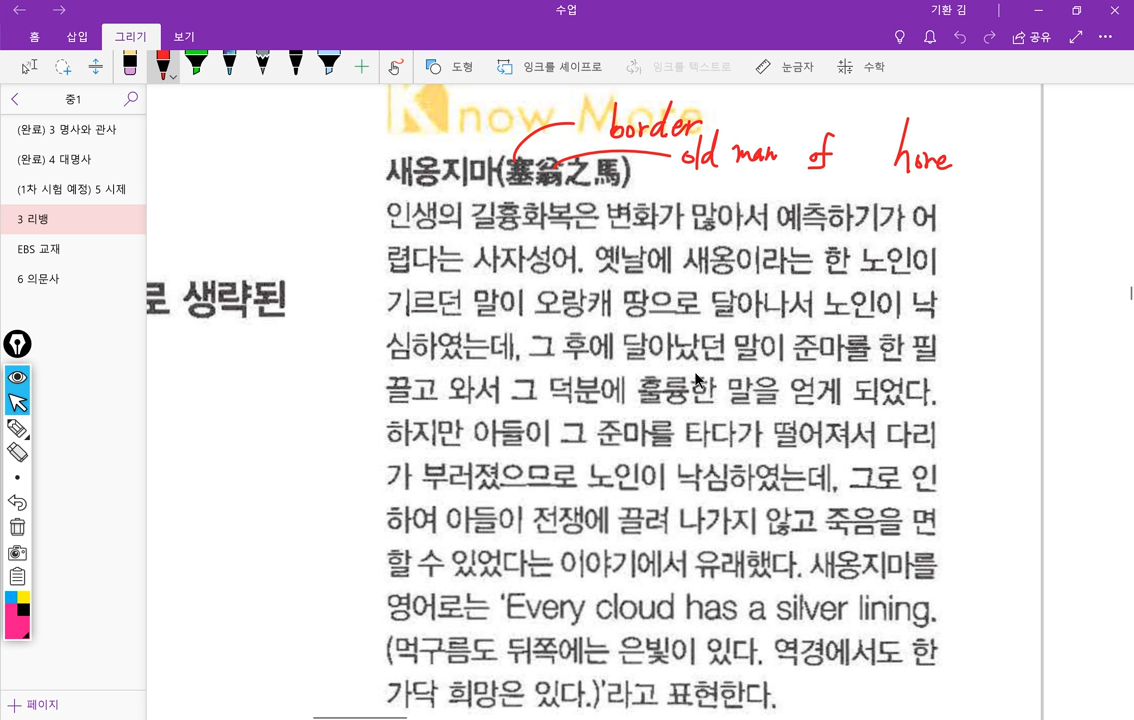 수업
기환 김
홈 삽입 그리기 보기
공유
도형 잉크를 셰이프로 잉크를 텍스트로 눈금자 수학
중1
(완료) 3 명사와 관사
(완료) 4 대명사
(1차 시험 예정) 5 시제
3 리뱅
EBS 교재
6 의문사
페이지
로 생략된
Know More
border
old man of
새옹지마(塞翁之馬)
인생의 길흉화복은 변화가 많아서 예측하기가 어
렵다는 사자성어. 옛날에 새옹이라는 한 노인이
기르던 말이 오랑캐 땅으로 달아나서 노인이 낙
심하였는데, 그 후에 달아났던 말이 준마를 한 필
끌고 와서 그 덕분에 훌륭한 말을 얻게 되었다.
하지만 아들이 그 준마를 타다가 떨어져서 다리
가 부러졌으므로 노인이 낙심하였는데, 그로 인
하여 아들이 전쟁에 끌려 나가지 않고 죽음을 면
할 수 있었다는 이야기에서 유래했다. 새옹지마를
영어로는 ‘Every cloud has a silver lining.
(먹구름도 뒤쪽에는 은빛이 있다. 역경에서도 한
가닥 희망은 있다.)’라고 표현한다.